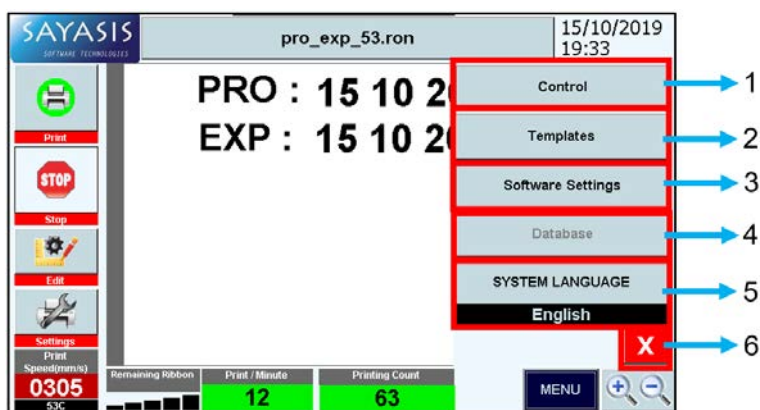 SAYASIS
SOFTWARE TECHNOLOGIES
pro_exp_53.ron
15/10/2019
19:33
Print
Stop
STOP
Edit
Settings
Print
Speed(mm/s)
0305
53C
PRO : 15 10 20
EXP : 15 10 20
Control
Templates
Software Settings
Database
SYSTEM LANGUAGE
English
X
1
2
3
4
5
6
Remaining Ribbon
Print / Minute
12
Printing Count
63
MENU